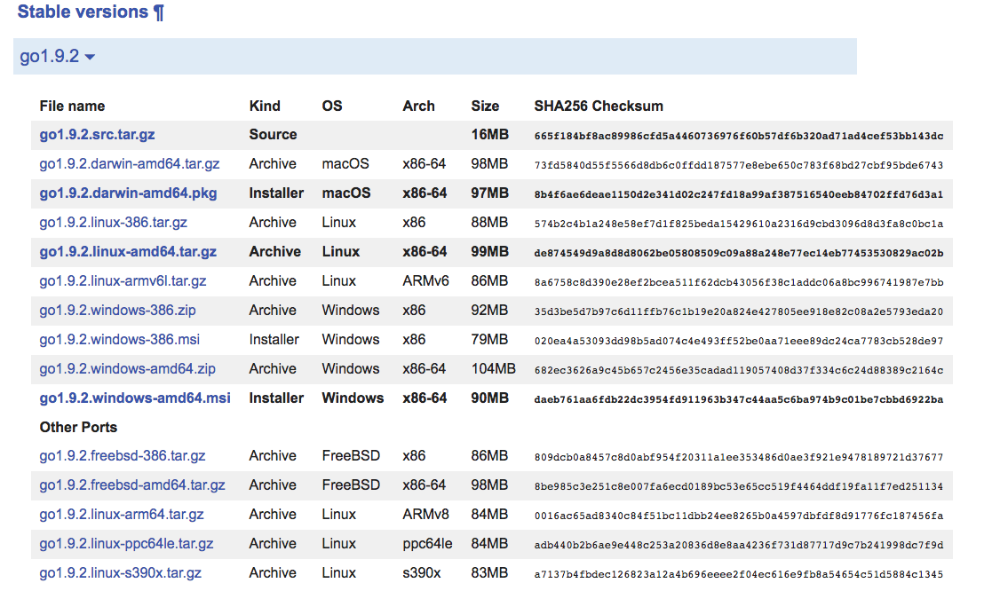 Stable versions ¶
go1.9.2
File name Kind OS Arch Size SHA256 Checksum
go1.9.2.src.tar.gz Source 16MB 665f184bf8ac89986cfd5a4460736976f60b57df6b320ad71ad4cef53bb143dc
go1.9.2.darwin-amd64.tar.gz Archive macOS x86-64 98MB 73fd5840d55f5566d8db6c0ffdd187577e8ebe650c783f68bd27cbf95bde6743
go1.9.2.darwin-amd64.pkg Installer macOS x86-64 97MB 8b4f6ae6deae1150d2e341d02c247fd18a99af387516540eeb84702ffd76d3a1
go1.9.2.linux-386.tar.gz Archive Linux x86 88MB 574b2c4b1a248e58ef7d1f825beda15429610a2316d9cbd3096d8d3fa8c0bc1a
go1.9.2.linux-amd64.tar.gz Archive Linux x86-64 99MB de874549d9a8d8d8062be05808509c09a88a248e77ec14eb77453530829ac02b
go1.9.2.linux-armv6l.tar.gz Archive Linux ARMv6 86MB 8a6758c8d390e28ef2bcea511f62dcb43056f38c1addc06a8bc996741987e7bb
go1.9.2.windows-386.zip Archive Windows x86 92MB 35d3be5d7b97c6d11ffb76c1b19e20a824e427805ee918e82c08a2e5793eda20
go1.9.2.windows-386.msi Installer Windows x86 79MB 020ea4a53093dd98b5ad074c4e493ff52be0aa71eee89dc24ca7783cb528de97
go1.9.2.windows-amd64.zip Archive Windows x86-64 104MB 682ec3626a9c45b657c2456e35cadad119057408d37f334c6c24d88389c2164c
go1.9.2.windows-amd64.msi Installer Windows x86-64 90MB daeb761aa6fdb22dc3954fd911963b347c44aa5c6ba974b9c01be7cbbd6922ba
Other Ports
go1.9.2.freebsd-386.tar.gz Archive FreeBSD x86 86MB 809dcb0a8457c8d0abf954f20311a1ee353486d0ae3f921e9478189721d37677
go1.9.2.freebsd-amd64.tar.gz Archive FreeBSD x86-64 98MB 8be985c3e251c8e007fa6ecd0189bc53e65cc519f4464ddf19fa11f7ed251134
go1.9.2.linux-arm64.tar.gz Archive Linux ARMv8 84MB 0016ac65ad8340c84f51bc11dbb24ee8265b0a4597dbfdf8d91776fc187456fa
go1.9.2.linux-ppc64le.tar.gz Archive Linux ppc64le 84MB adb440b2b6ae9e448c253a20836d8e8aa4236f731d87717d9c7b241998dc7f9d
go1.9.2.linux-s390x.tar.gz Archive Linux s390x 83MB a7137b4fbdec126823a12a4b696eeee2f04ec616e9fb8a54654c51d5884c1345